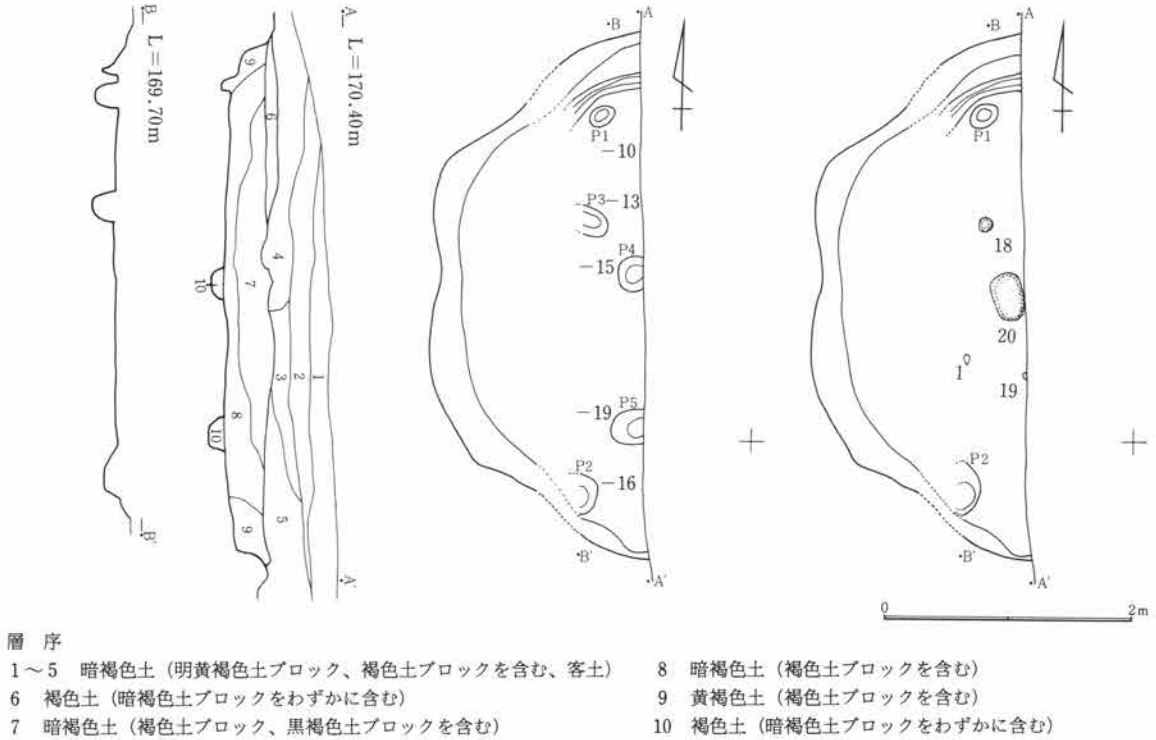 B
L＝169.70m
B'
A
L＝170.40m
A'
9
6
4
10
7
3
2
1
8
10
5
9
A
B
P1
−10
P3−13
P4
−15
P5
−19
P2
−16
B'
A'
A
B
P1
18
20
1
19
P2
B'
A'
0 2m
層 序
1～5 暗褐色土（明黄褐色土ブロック、褐色土ブロックを含む、客土）
6 褐色土（暗褐色土ブロックをわずかに含む）
7 暗褐色土（褐色土ブロック、黒褐色土ブロックを含む）
8 暗褐色土（褐色土を含む）
9 黄褐色土（褐色土ブロックを含む）
10 褐色土（暗褐色土ブロックをわずかに含む）